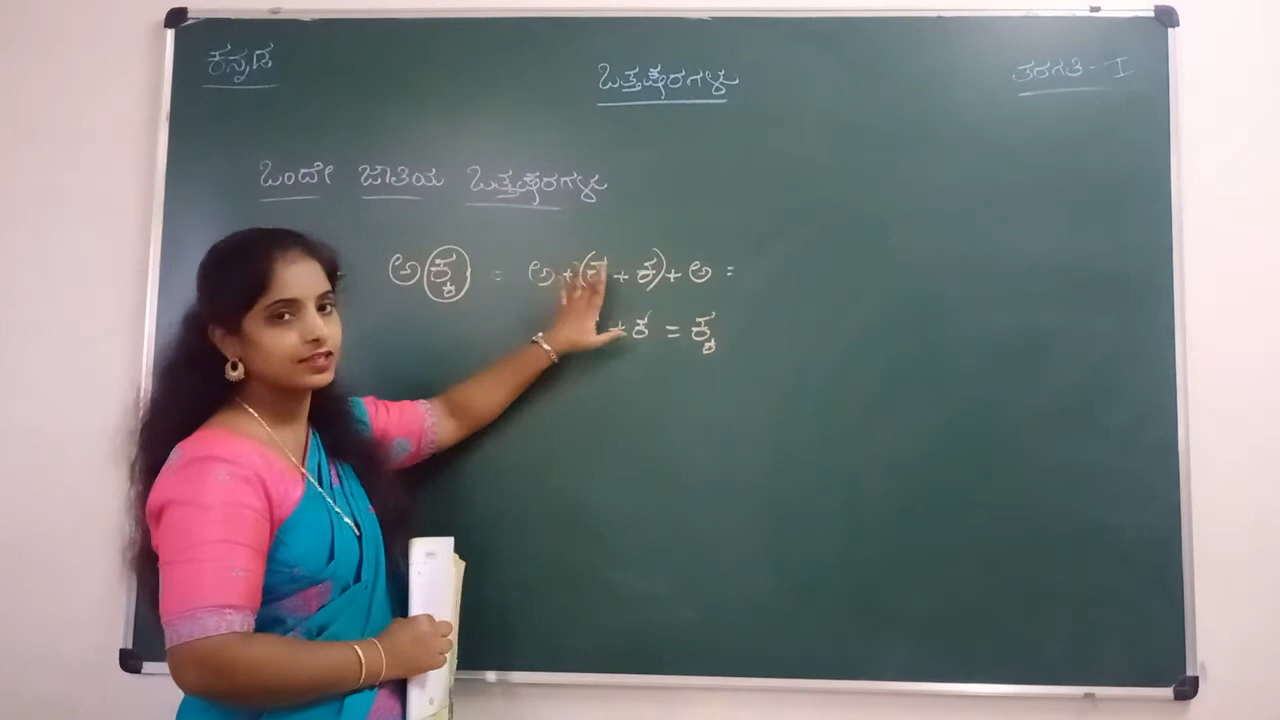 ಕನ್ನಡ ಒತ್ತಕ್ಷರಗಳು ತರಗತಿ - I
ಒಂದೇ ಜಾತಿಯ ಒತ್ತಕ್ಷರಗಳು
ಅಕ್ಕ = ಅ + (ಕ್ + ಕ) + ಅ =
+ ಕ = ಕ್ಕ